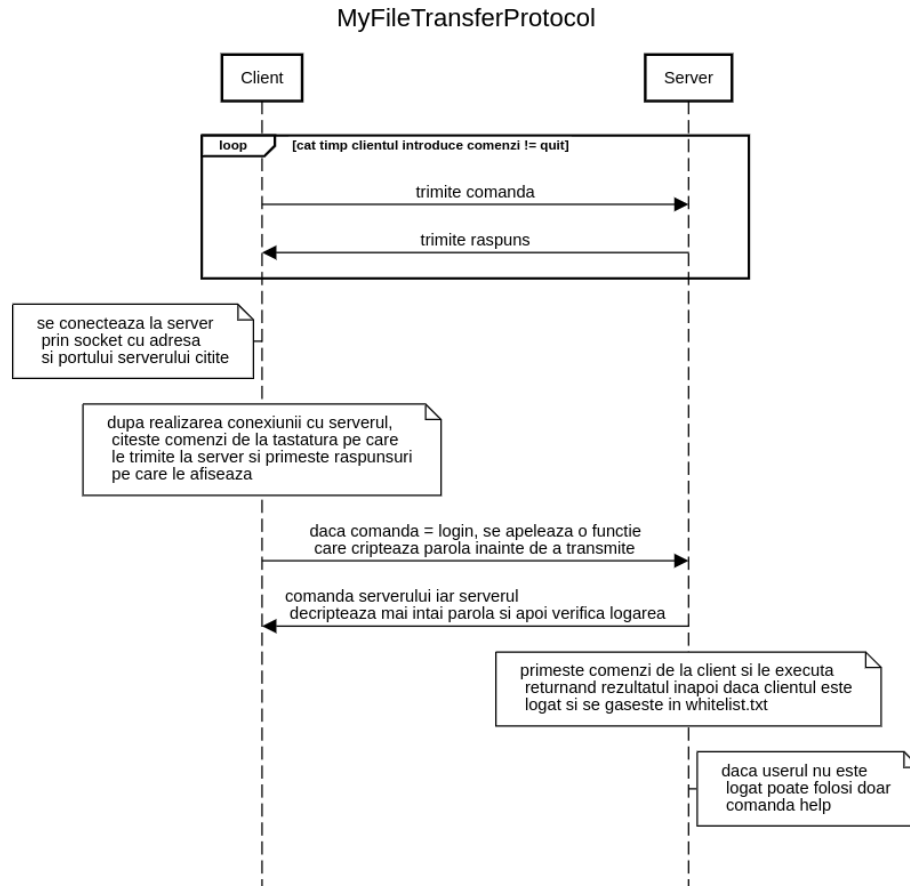 MyFileTransferProtocol
Client
Server
loop
[cat timp clientul introduce comenzi != quit]
trimite comanda
trimite raspuns
se conecteaza la server
prin socket cu adresa
si portului serverului citite
dupa realizarea conexiunii cu serverul,
citeste comenzi de la tastatura pe care
le trimite la server si primeste raspunsuri
pe care le afiseaza
daca comanda = login, se apeleaza o functie
care cripteaza parola inainte de a transmite
comanda serverului iar serverul
decripteaza mai intai parola si apoi verifica logarea
primeste comenzi de la client si le executa
returnand rezultatul inapoi daca clientul este
logat si se gaseste in whitelist.txt
daca userul nu este
logat poate folosi doar
comanda help